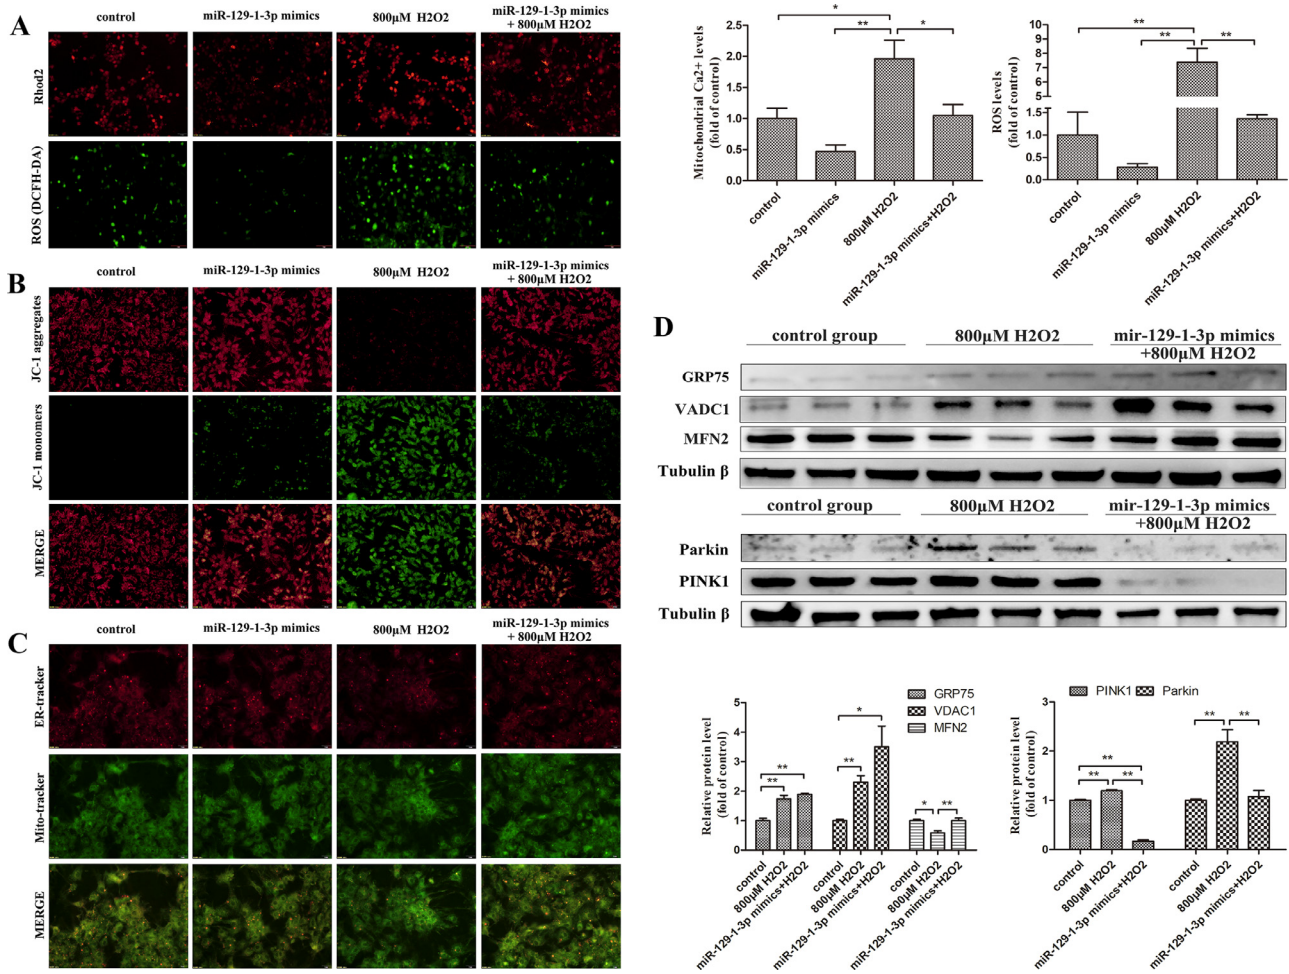 A
control
miR-129-1-3p mimics
800μM H2O2
miR-129-1-3p mimics
+ 800μM H2O2
Rhod2
ROS (DCFH-DA)
B
control
miR-129-1-3p mimics
800μM H2O2
miR-129-1-3p mimics
+ 800μM H2O2
JC-1 aggregates
JC-1 monomers
MERGE
C
control
miR-129-1-3p mimics
800μM H2O2
miR-129-1-3p mimics
+ 800μM H2O2
ER-tracker
Mito-tracker
MERGE
Mitochondrial Ca2+ levels
(fold of control)
2.5
2.0
1.5
1.0
0.5
0.0
*
**
*
control
miR-129-1-3p mimics
800μM H2O2
miR-129-1-3p mimics+H2O2
ROS levels
(fold of control)
10
9
8
7
6
5
1.5
1.0
0.5
0.0
**
**
**
control
miR-129-1-3p mimics
800μM H2O2
miR-129-1-3p mimics+H2O2
D
control group
800μM H2O2
mir-129-1-3p mimics
+800μM H2O2
GRP75
VADC1
MFN2
Tubulin β
control group
800μM H2O2
mir-129-1-3p mimics
+800μM H2O2
Parkin
PINK1
Tubulin β
Relative protein level
(fold of control)
5
4
3
2
1
0
GRP75
VDAC1
MFN2
**
**
*
**
*
**
control
800μM H2O2
miR-129-1-3p mimics+H2O2
control
800μM H2O2
miR-129-1-3p mimics+H2O2
control
800μM H2O2
miR-129-1-3p mimics+H2O2
Relative protein level
(fold of control)
3
2
1
0
PINK1
Parkin
**
**
**
**
**
control
800μM H2O2
miR-129-1-3p mimics+H2O2
control
800μM H2O2
miR-129-1-3p mimics+H2O2